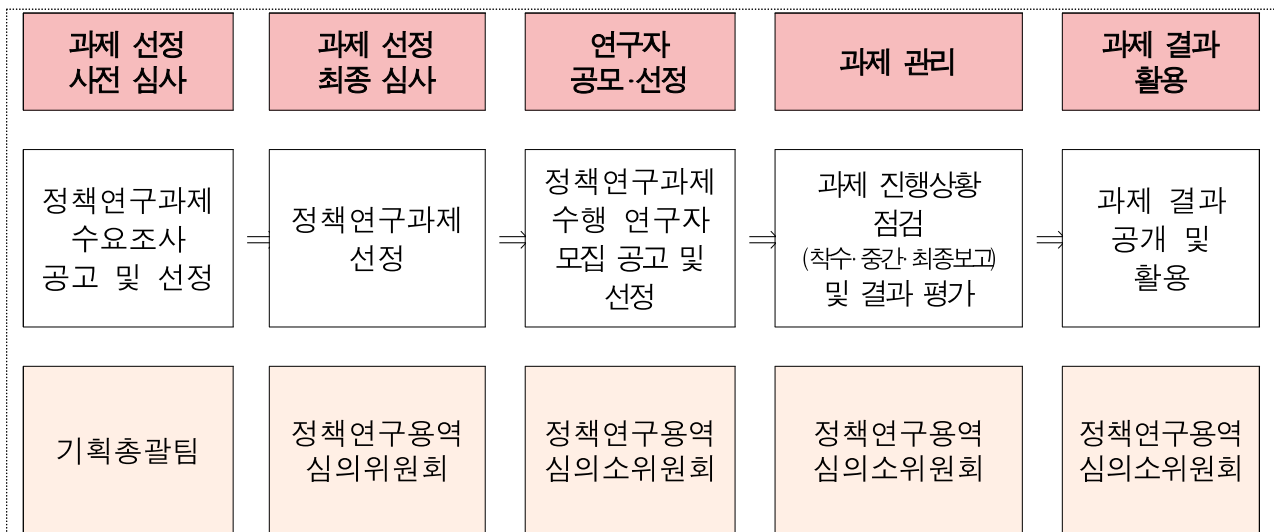 과제 선정
사전 심사
과제 선정
최종 심사
연구자
공모·선정
과제 관리
과제 결과
활용
정책연구과제
수요조사
공고 및 선정
⇒
정책연구과제
선정
⇒
정책연구과제
수행 연구자
모집 공고 및
선정
⇒
과제 진행상황
점검
(착수·중간·최종보고)
및 결과 평가
⇒
과제 결과
공개 및
활용
기획총괄팀
정책연구용역
심의위원회
정책연구용역
심의소위원회
정책연구용역
심의소위원회
정책연구용역
심의소위원회